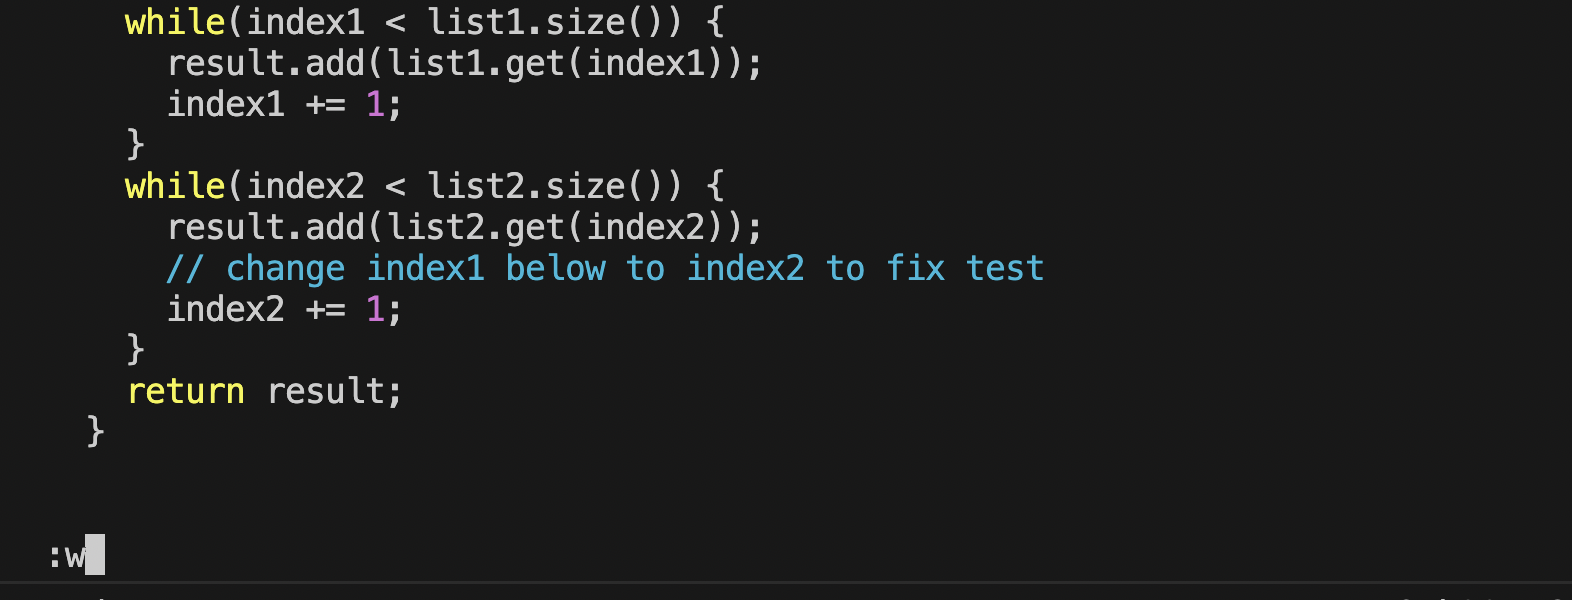 while(index1 < list1.size()) {
result.add(list1.get(index1));
index1 += 1;
}
while(index2 < list2.size()) {
result.add(list2.get(index2));
// change index1 below to index2 to fix test
index2 += 1;
}
return result;
}
:w